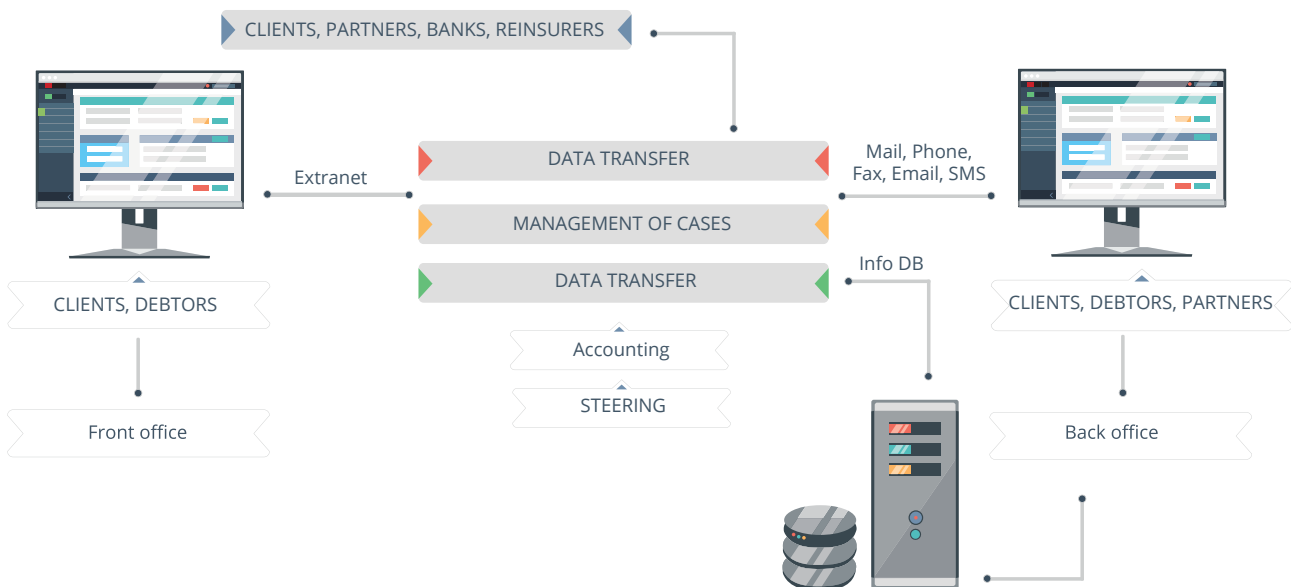 CLIENTS, PARTNERS, BANKS, REINSURERS
DATA TRANSFER
Mail, Phone,
Fax, Email, SMS
Extranet
MANAGEMENT OF CASES
Info DB
DATA TRANSFER
CLIENTS, DEBTORS
CLIENTS, DEBTORS, PARTNERS
Accounting
STEERING
Front office
Back office